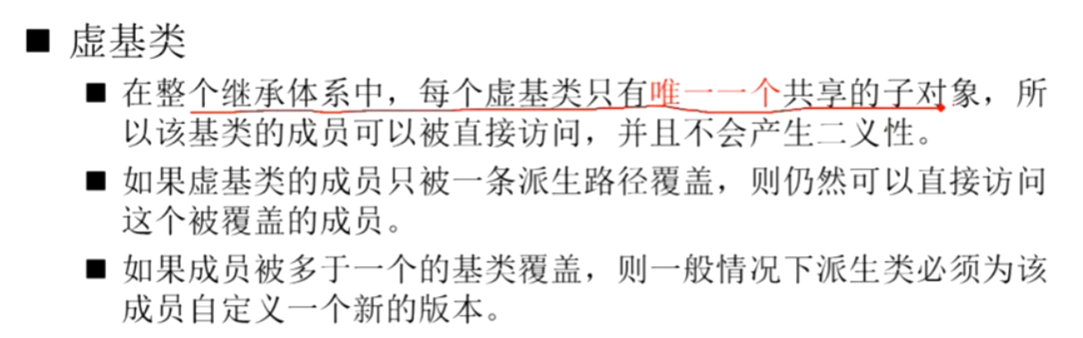 虚基类
在整个继承体系中，每个虚基类只有唯一一个共享的子对象，所
以该基类的成员可以被直接访问，并且不会产生二义性。
如果虚基类的成员只被一条派生路径覆盖，则仍然可以直接访问
这个被覆盖的成员。
如果成员被多于一个的基类覆盖，则一般情况下派生类必须为该
成员自定义一个新的版本。